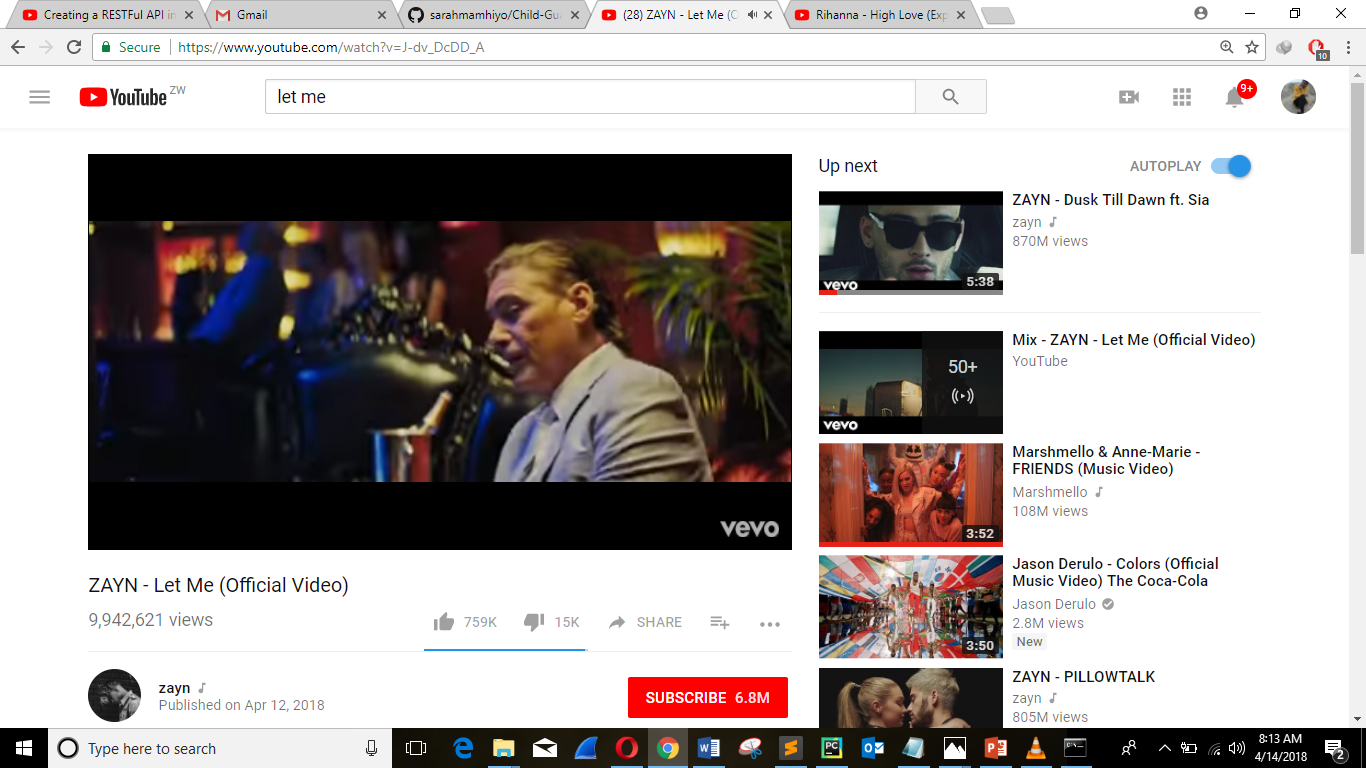 Creating a RESTFul API in
Gmail
sarahmamhiyo/Child-Gu
(28) ZAYN - Let Me (O
Rihanna - High Love (Exp
Secure
https://www.youtube.com/watch?v=J-dv_DcDD_A
10
YouTube ZW
let me
9+
Up next
AUTOPLAY
ZAYN - Dusk Till Dawn ft. Sia
zayn
870M views
vevo
5:38
Mix - ZAYN - Let Me (Official Video)
YouTube
50+
vevo
Marshmello & Anne-Marie -
FRIENDS (Music Video)
Marshmello
108M views
3:52
Jason Derulo - Colors (Official
Music Video) The Coca-Cola
Jason Derulo
2.8M views
New
3:50
ZAYN - PILLOWTALK
zayn
805M views
vevo
ZAYN - Let Me (Official Video)
9,942,621 views
759K
15K
SHARE
zayn
Published on Apr 12, 2018
SUBSCRIBE 6.8M
Type here to search
8:13 AM
4/14/2018
2